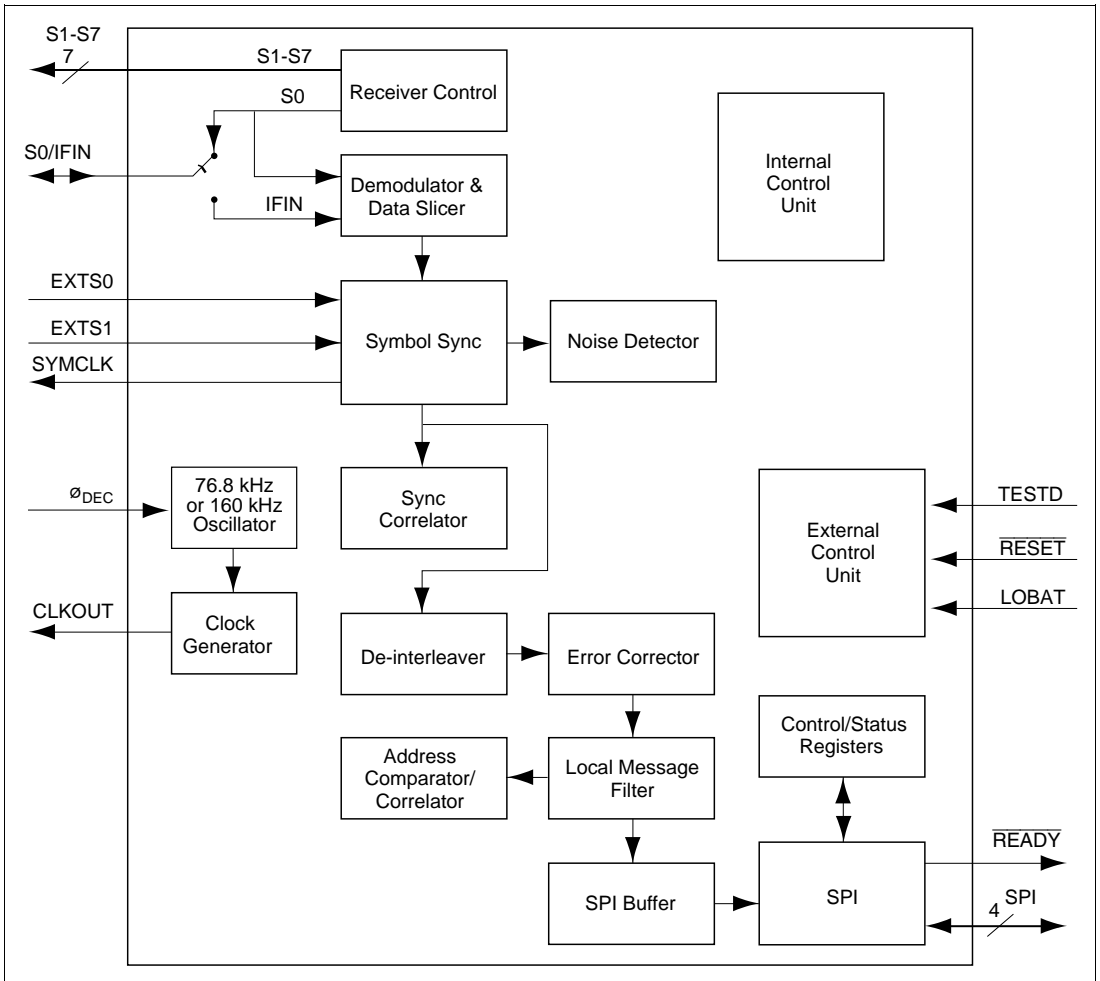 S1-S7
7
S1-S7
Receiver Control
S0
S0/IFIN
Demodulator &
Data Slicer
IFIN
Internal
Control
Unit
EXTS0
EXTS1
SYMCLK
Symbol Sync
Noise Detector
øDEC
76.8 kHz
or 160 kHz
Oscillator
Sync
Correlator
External
Control
Unit
TESTD
RESET
LOBAT
CLKOUT
Clock
Generator
De-interleaver
Error Corrector
Control/Status
Registers
Address
Comparator/
Correlator
Local Message
Filter
SPI Buffer
SPI
READY
4
SPI